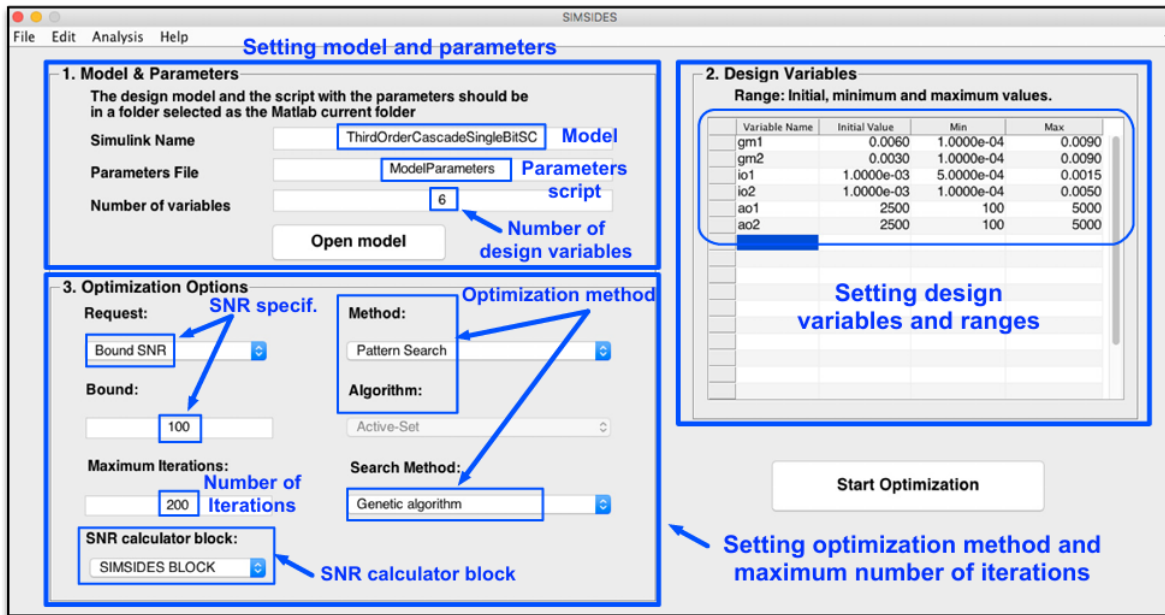 SIMSIDES
File Edit Analysis Help
Setting model and parameters
1. Model & Parameters
The design model and the script with the parameters should be
in a folder selected as the Matlab current folder
Simulink Name ThirdOrderCascadeSingleBitSC Model
Parameters File ModelParameters Parameters
script
Number of variables 6
Number of
design variables
Open model
2. Design Variables
Range: Initial, minimum and maximum values.
Variable Name Initial Value Min Max
gm1 0.0060 1.0000e-04 0.0090
gm2 0.0030 1.0000e-04 0.0090
io1 1.0000e-03 5.0000e-04 0.0015
io2 1.0000e-03 1.0000e-04 0.0050
ao1 2500 100 5000
ao2 2500 100 5000
Setting design
variables and ranges
3. Optimization Options
SNR specif.
Optimization method
Request: Method:
Bound SNR Pattern Search
Bound: Algorithm:
100 Active-Set
Maximum Iterations: Search Method:
Number of
Iterations
200 Genetic algorithm
SNR calculator block:
SIMSIDES BLOCK
SNR calculator block
Start Optimization
Setting optimization method and
maximum number of iterations